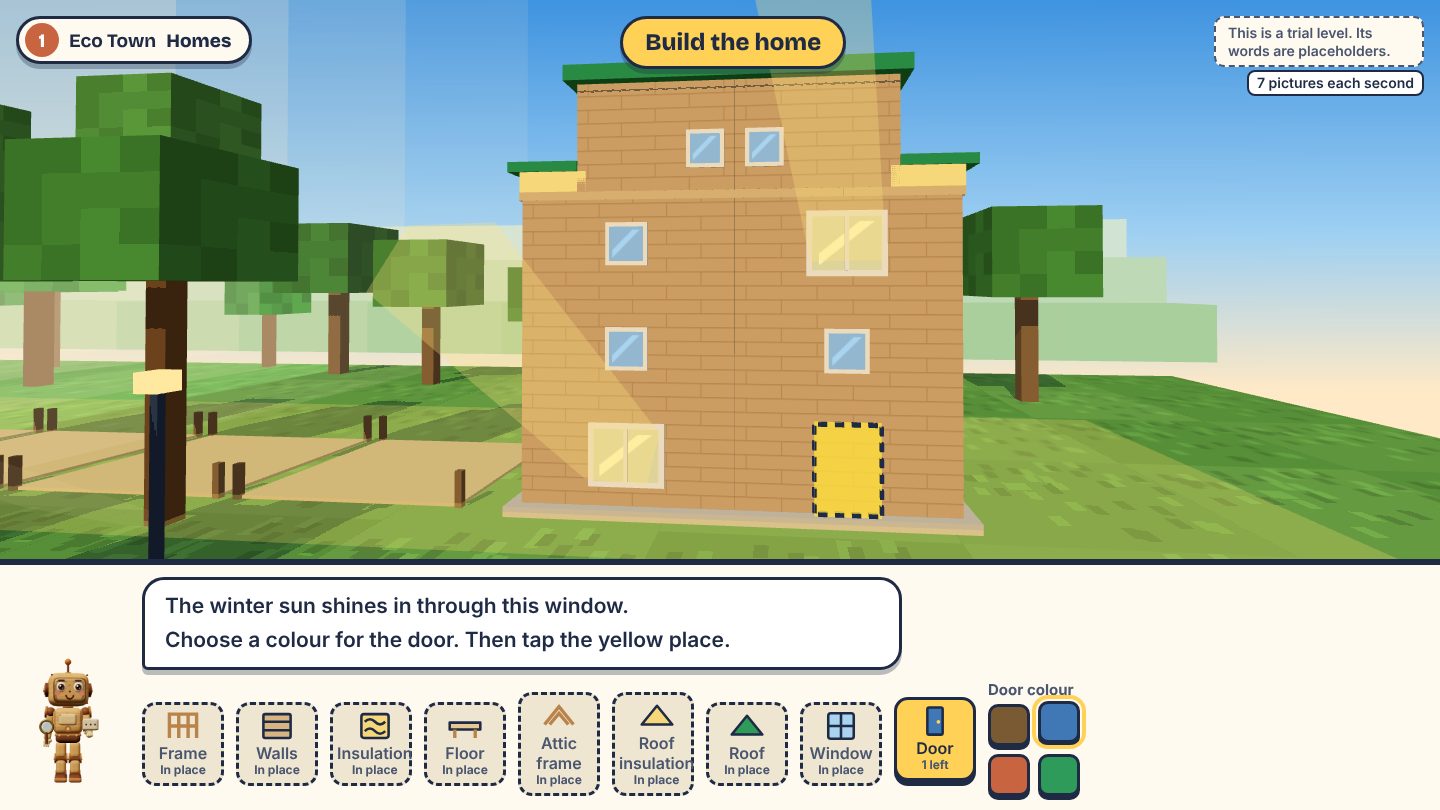 1 Eco Town Homes
Build the home
This is a trial level. Its
words are placeholders.
7 pictures each second
The winter sun shines in through this window.
Choose a colour for the door. Then tap the yellow place.
Frame
In place
Walls
In place
Insulation
In place
Floor
In place
Attic
frame
In place
Roof
insulation
In place
Roof
In place
Window
In place
Door
1 left
Door colour